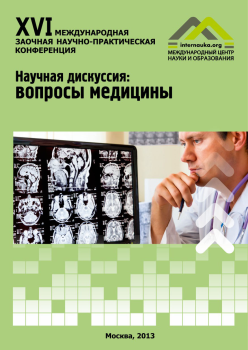 XVI МЕЖДУНАРОДНАЯ
ЗАОЧНАЯ НАУЧНО-ПРАКТИЧЕСКАЯ
КОНФЕРЕНЦИЯ
internauka.org
МЕЖДУНАРОДНЫЙ ЦЕНТР
НАУКИ И ОБРАЗОВАНИЯ
Научная дискуссия:
вопросы медицины
Москва, 2013